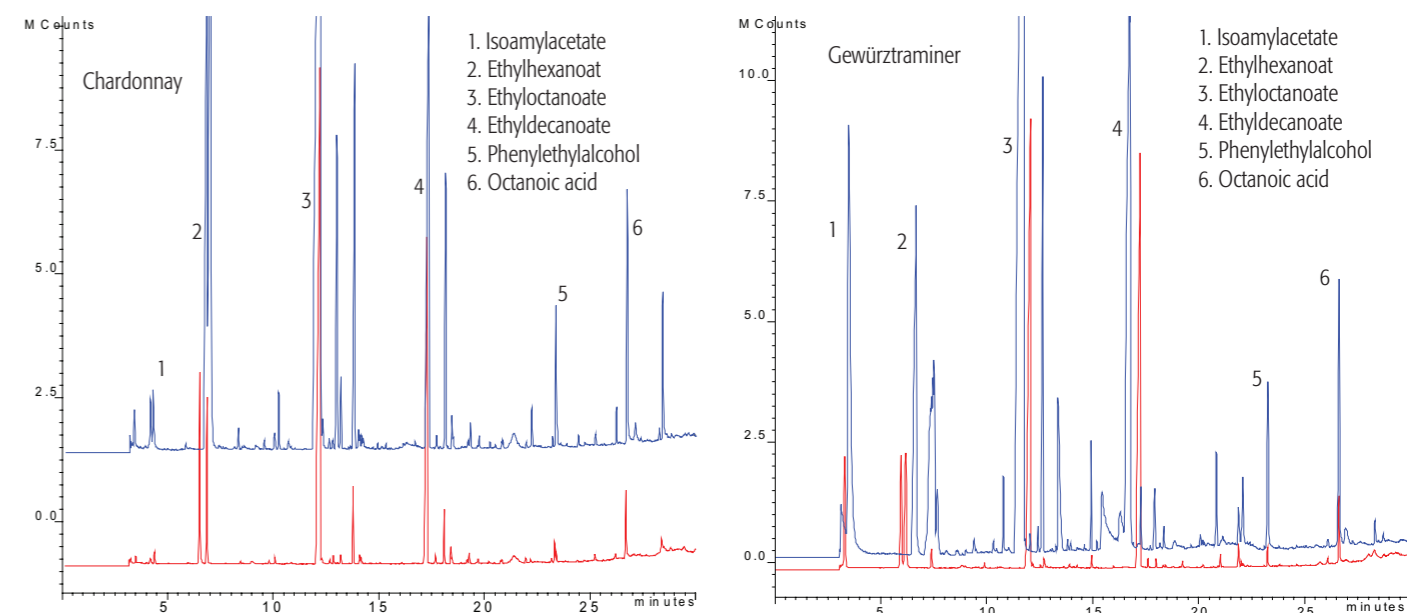 MCounts
Chardonnay
1. Isoamylacetate
2. Ethylhexanoat
3. Ethyloctanoate
4. Ethyldecanoate
5. Phenylethylalcohol
6. Octanoic acid
7.5
5.0
2.5
0.0
1
2
3
4
5
6
5
10
15
20
25
minutes
MCounts
Gewürztraminer
1. Isoamylacetate
2. Ethylhexanoat
3. Ethyloctanoate
4. Ethyldecanoate
5. Phenylethylalcohol
6. Octanoic acid
10.0
7.5
5.0
2.5
0.0
1
2
3
4
5
6
5
10
15
20
25
minutes